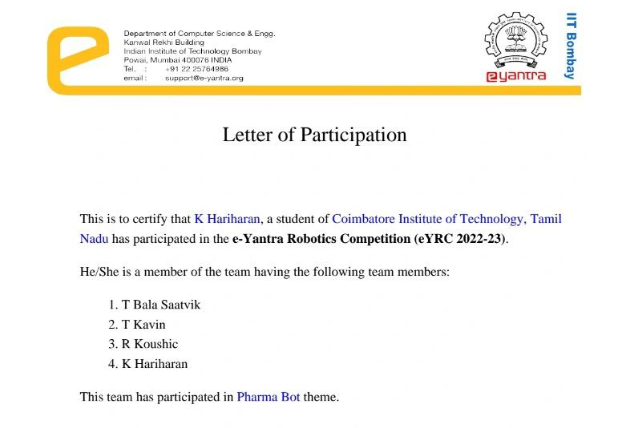 Department of Computer Science & Engg.
Kanwal Rekhi Building
Indian Institute of Technology Bombay
Powai, Mumbai 400076 INDIA
Tel. : +91 22 25764986
email : support@e-yantra.org
eyantra
IIT Bombay
Letter of Participation
This is to certify that K Hariharan, a student of Coimbatore Institute of Technology, Tamil
Nadu has participated in the e-Yantra Robotics Competition (eYRC 2022-23).
He/She is a member of the team having the following team members:
1. T Bala Saatvik
2. T Kavin
3. R Koushic
4. K Hariharan
This team has participated in Pharma Bot theme.